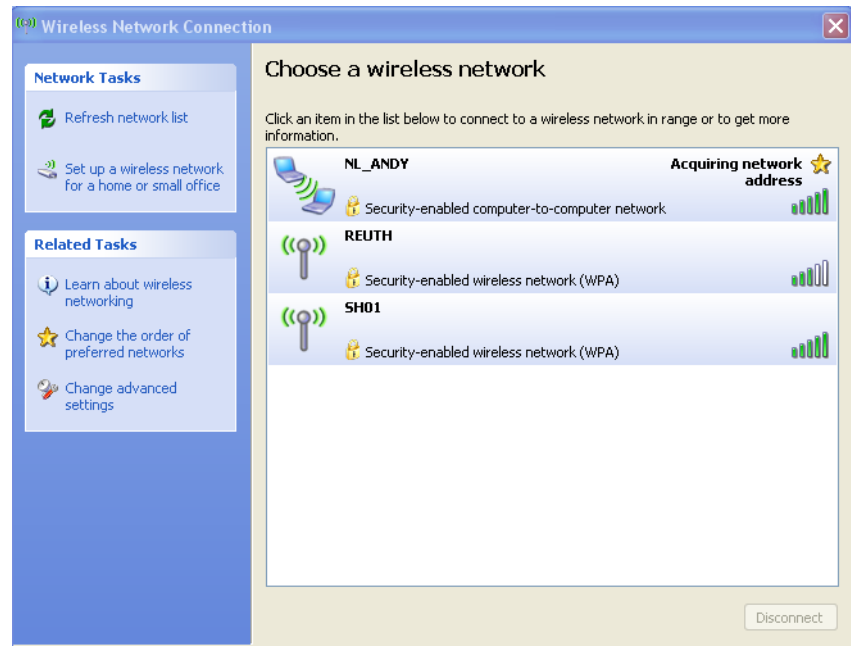 Wireless Network Connection
Network Tasks
Refresh network list
Set up a wireless network
for a home or small office
Related Tasks
Learn about wireless
networking
Change the order of
preferred networks
Change advanced
settings
Choose a wireless network
Click an item in the list below to connect to a wireless network in range or to get more
information.
NL_ANDY
Acquiring network
address
Security-enabled computer-to-computer network
REUTH
Security-enabled wireless network (WPA)
SH01
Security-enabled wireless network (WPA)
Disconnect